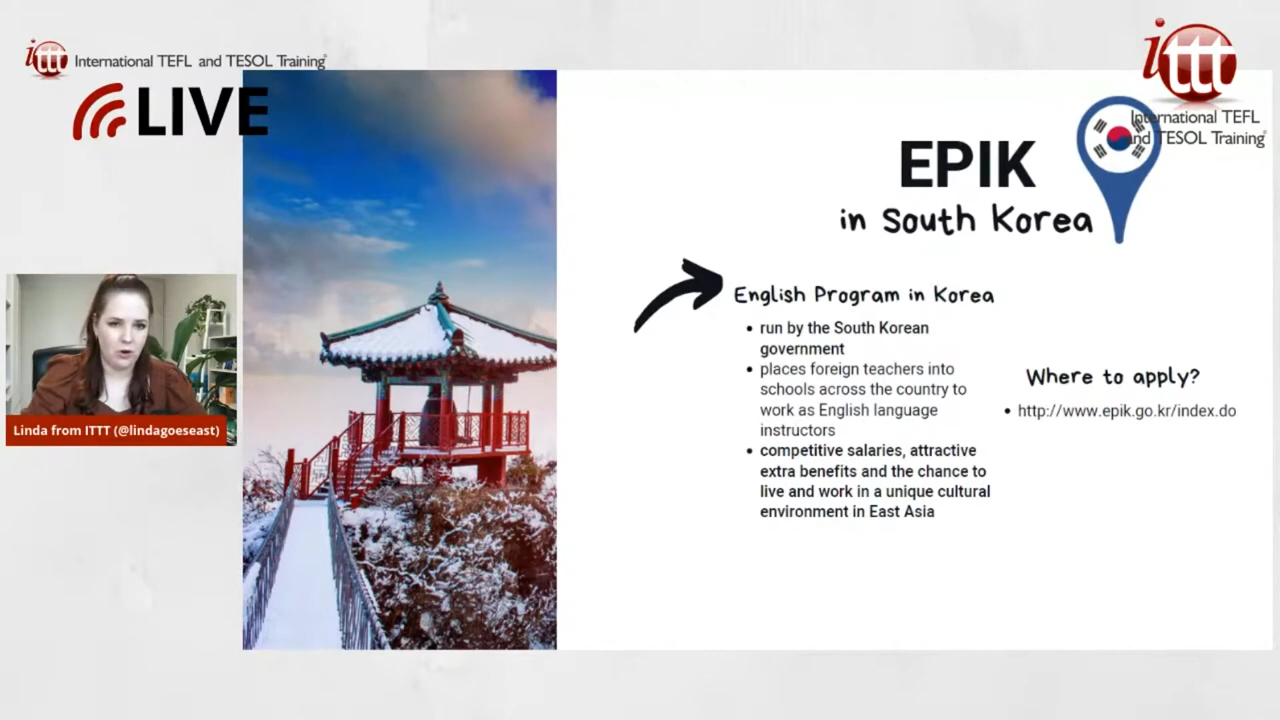 ittt International TEFL and TESOL Training
LIVE
ittt
International TEFL
and TESOL Training
EPIK
in South Korea
English Program in Korea
• run by the South Korean
government
• places foreign teachers into
schools across the country to
work as English language
instructors
• competitive salaries, attractive
extra benefits and the chance to
live and work in a unique cultural
environment in East Asia
Where to apply?
• http://www.epik.go.kr/index.do
Linda from ITTT (@lindagoeseast)